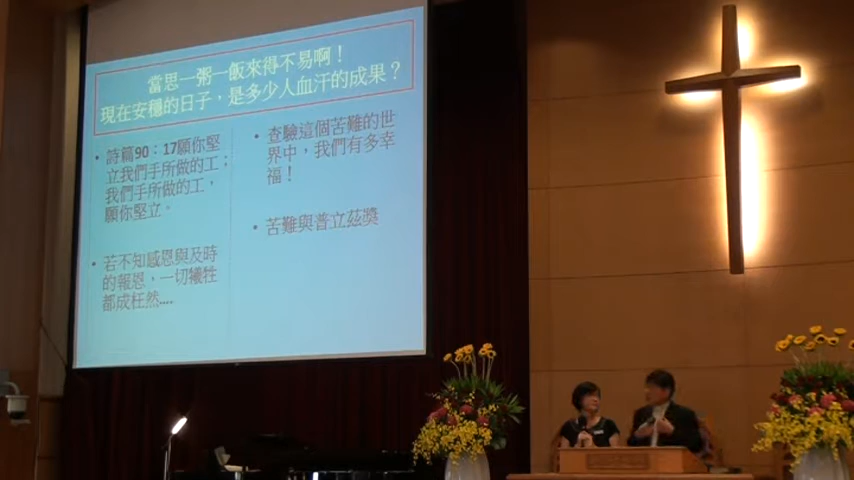 當思一粥一飯來得不易啊！
現在安穩的日子，是多少人血汗的成果？
• 詩篇90：17願你堅
立我們手所做的工；
我們手所做的工，
願你堅立。
• 若不知感恩與及時
的報恩，一切犧牲
都成枉然....
• 查驗這個苦難的世
界中，我們有多幸
福！
• 苦難與普立茲獎